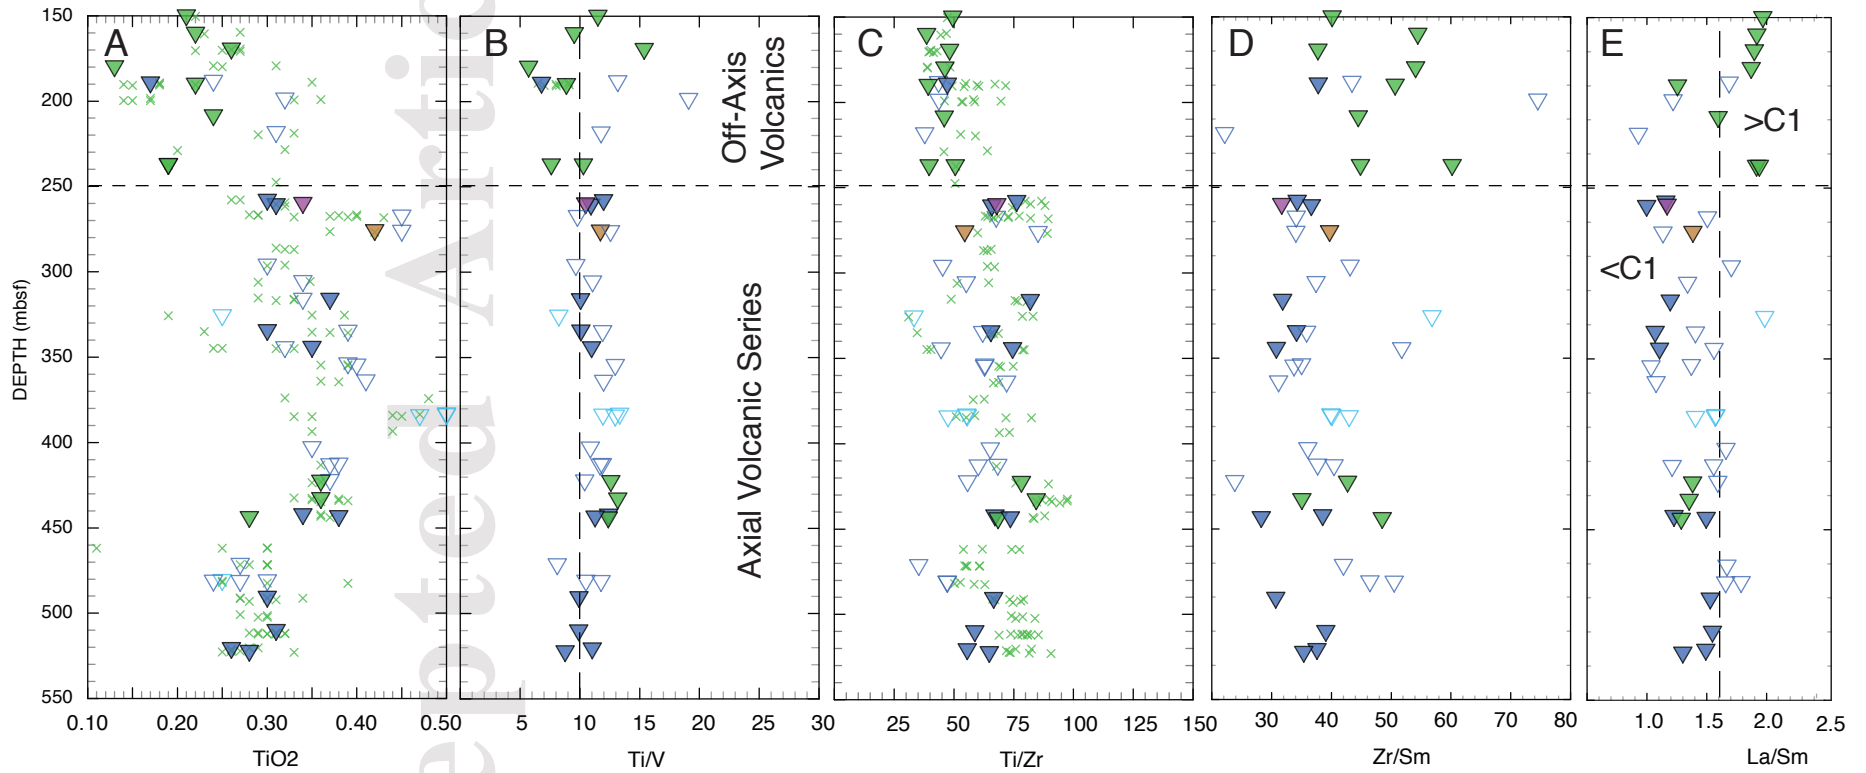 A
B
C
D
E
150
200
250
300
350
400
450
500
550
DEPTH (mbsf)
Off-Axis
Volcanics
Axial Volcanic Series
>C1
<C1
epted Artic
0.10 0.20 0.30 0.40 0.50
TiO2
5 10 15 20 25 30
Ti/V
25 50 75 100 125 150
Ti/Zr
30 40 50 60 70 80
Zr/Sm
1.0 1.5 2.0 2.5
La/Sm